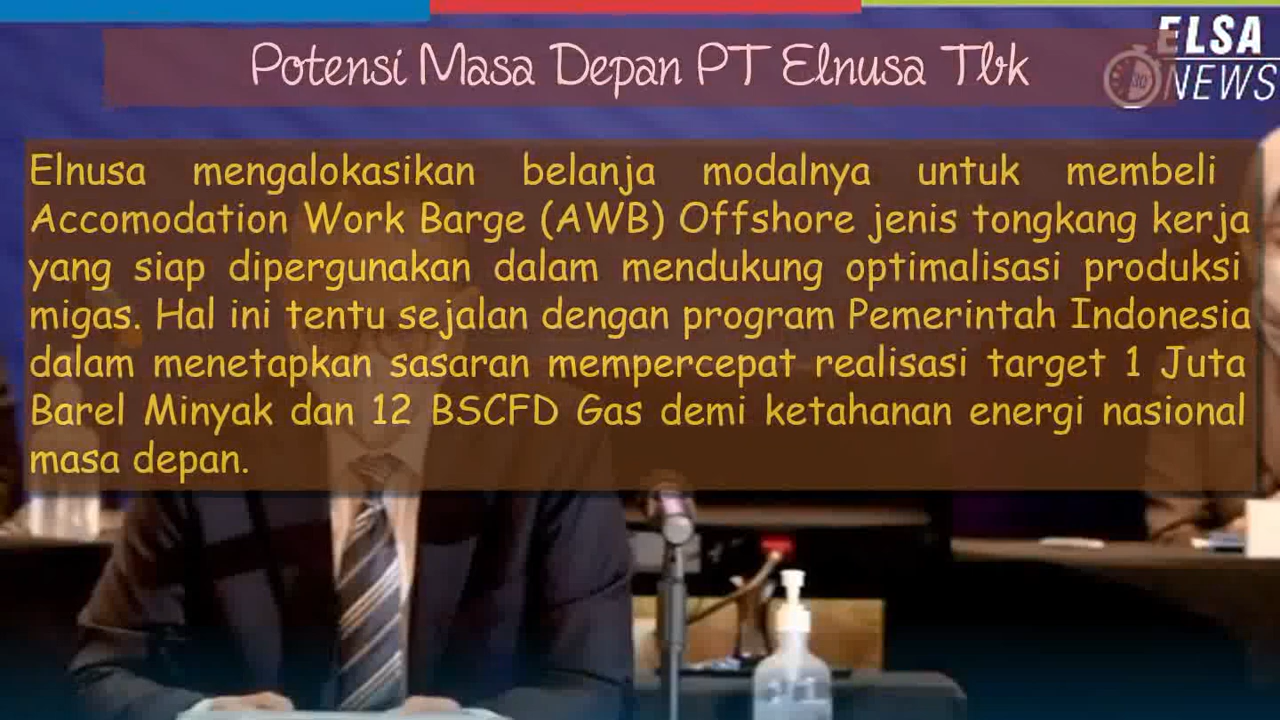 ELSA
Potensi Masa Depan PT Elnusa Tbk
30
NEWS
Elnusa mengalokasikan belanja modalnya untuk membeli
Accomodation Work Barge (AWB) Offshore jenis tongkang kerja
yang siap dipergunakan dalam mendukung optimalisasi produksi
migas. Hal ini tentu sejalan dengan program Pemerintah Indonesia
dalam menetapkan sasaran mempercepat realisasi target 1 Juta
Barel Minyak dan 12 BSCFD Gas demi ketahanan energi nasional
masa depan.